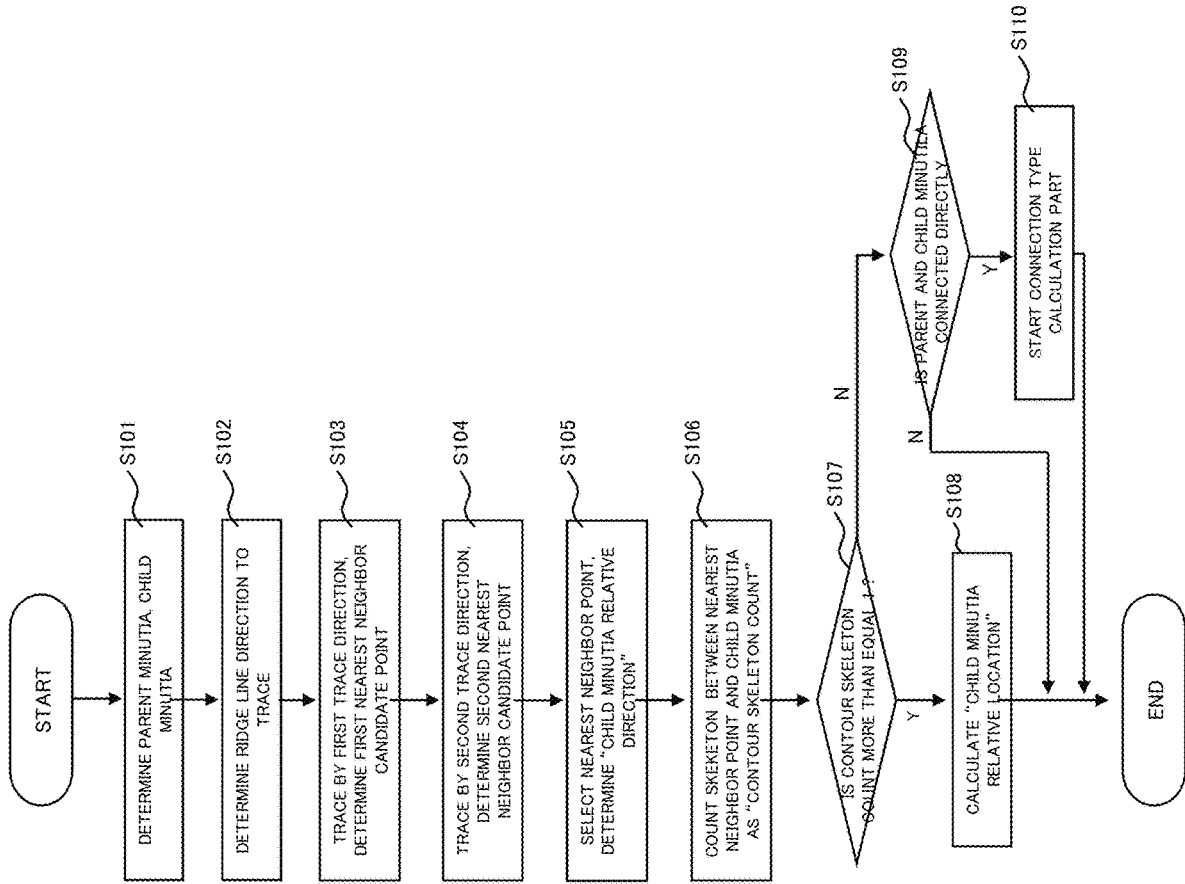 START
S101
DETERMINE PARENT MINUTIA, CHILD
MINUTIA
S102
DETERMINE RIDGE LINE DIRECTION TO
TRACE
S103
TRACE BY FIRST TRACE DIRECTION,
DETERMINE FIRST NEAREST NEIGHBOR
CANDIDATE POINT
S104
TRACE BY SECOND TRACE DIRECTION,
DETERMINE SECOND NEAREST
NEIGHBOR CANDIDATE POINT
S105
SELECT NEAREST NEIGHBOR POINT,
DETERMINE "CHILD MINUTIA RELATIVE
DIRECTION"
S106
COUNT SKEKETON BETWEEN NEAREST
NEIGHBOR POINT AND CHILD MINUTIA
AS "CONTOUR SKELETON COUNT"
S107
IS CONTOUR SKELETON
COUNT MORE THAN EQUAL 1 ?
N
Y
S108
CALCULATE "CHILD MINUTIA
RELATIVE LOCATION"
S109
IS PARENT AND CHILD MINUTILA
CONNECTED DIRECTLY
N
Y
S110
START CONNECTION TYPE
CALCULATION PART
END